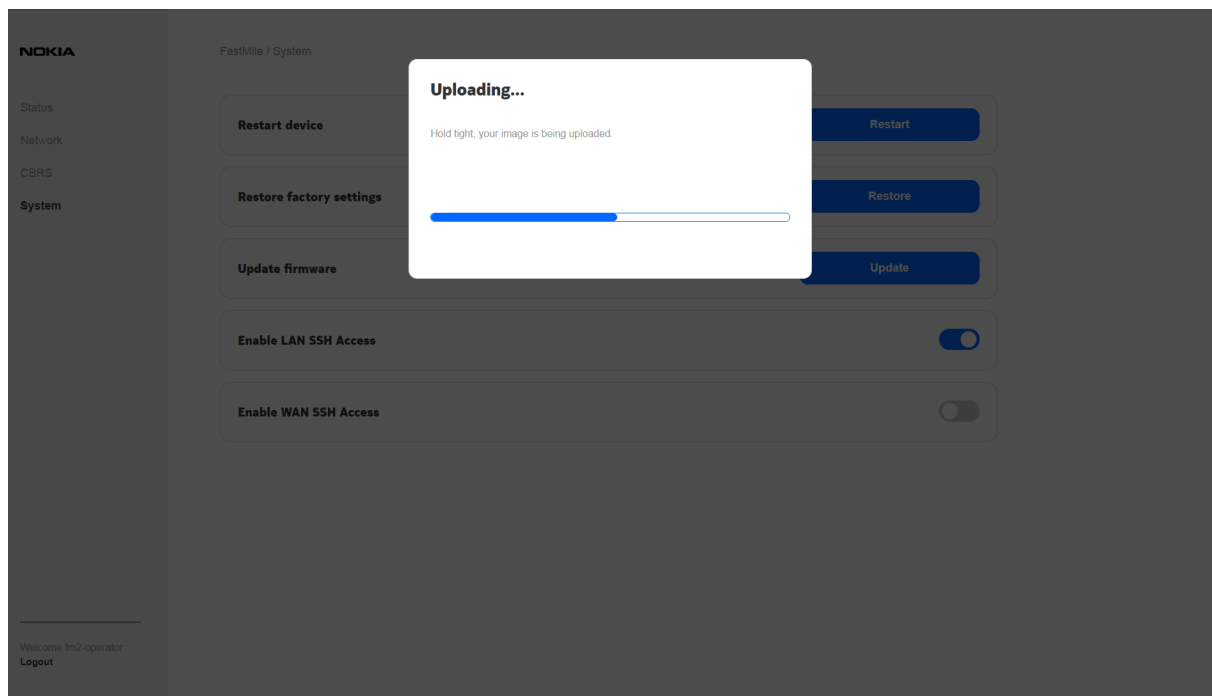 NOKIA
FastMile / System
Uploading...
Hold tight, your image is being uploaded.
Status
Network
CBRS
System
Restart device
Restart
Restore factory settings
Restore
Update firmware
Update
Enable LAN SSH Access
Enable WAN SSH Access
Welcome fm2-operator
Logout